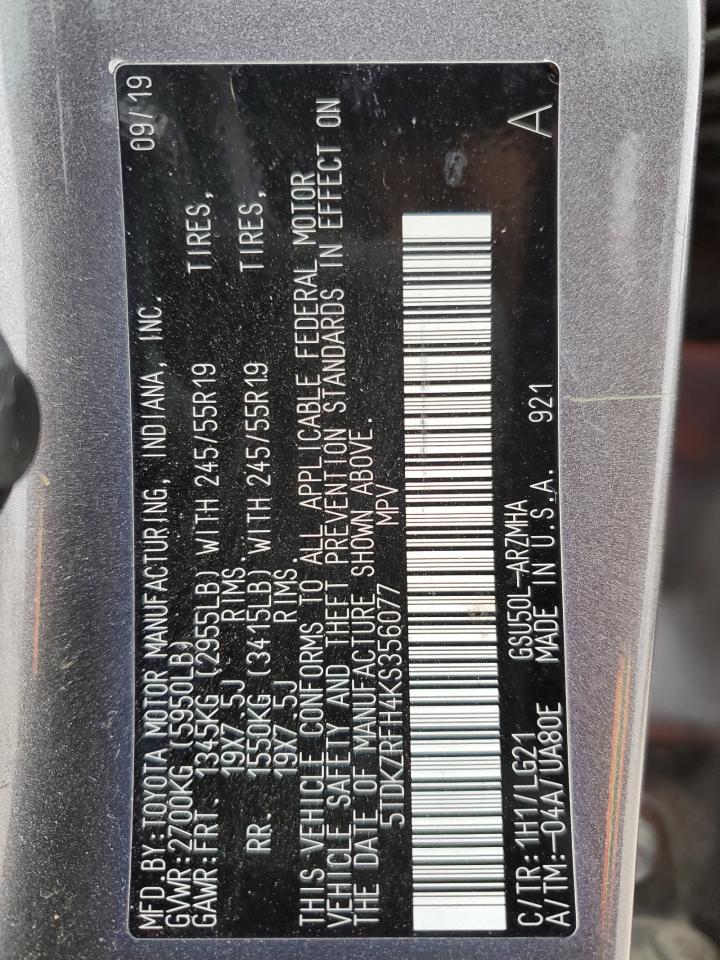 MFD.BY:TOYOTA MOTOR MANUFACTURING, INDIANA, INC. 09/19
GVWR:2700KG (5950LB)
GAWR:FRT. 1345KG (2955LB) WITH 245/55R19 TIRES,
19X7.5J RIMS
RR. 1550KG (3415LB) WITH 245/55R19 TIRES,
19X7.5J RIMS
THIS VEHICLE CONFORMS TO ALL APPLICABLE FEDERAL MOTOR
VEHICLE SAFETY AND THEFT PREVENTION STANDARDS IN EFFECT ON
THE DATE OF MANUFACTURE SHOWN ABOVE.
5TDKZRFH4KS356077 MPV
C/TR:1H1/LG21 GSU50L-ARZMHA
A/TM:-04A/UA80E MADE IN U.S.A. 921 A